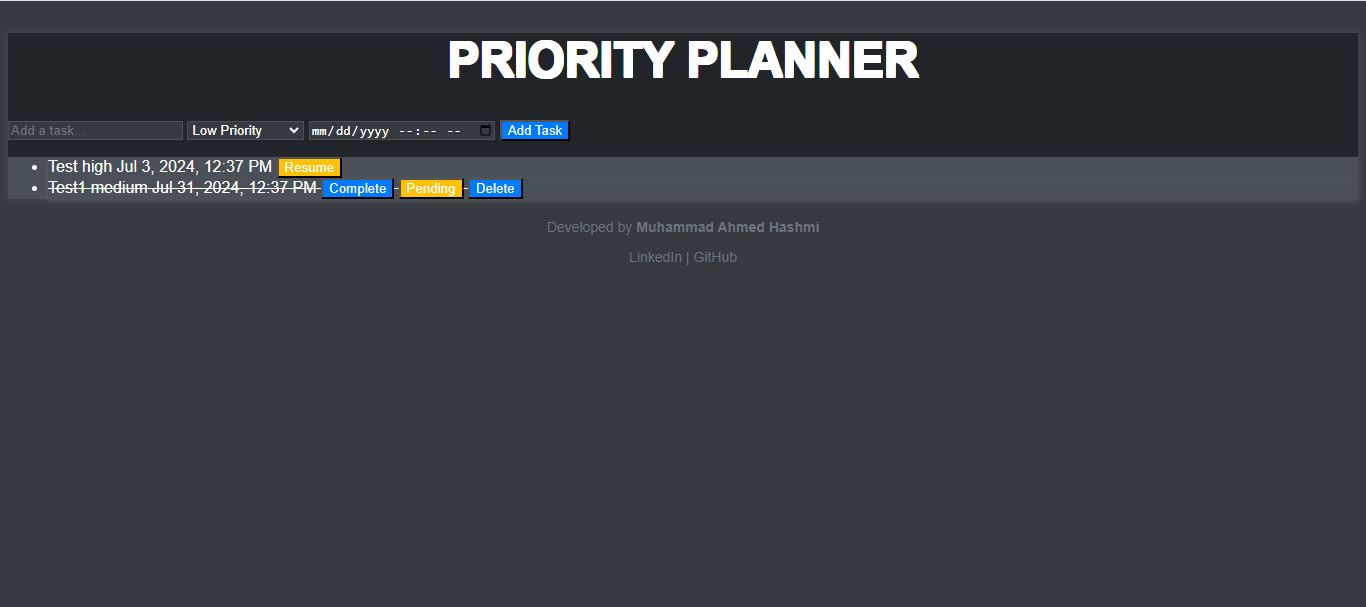 PRIORITY PLANNER
Add a task... Low Priority mm/dd/yyyy --:-- -- Add Task
Test high Jul 3, 2024, 12:37 PM Resume
Test1 medium Jul 31, 2024, 12:37 PM Complete Pending Delete
Developed by Muhammad Ahmed Hashmi
LinkedIn | GitHub